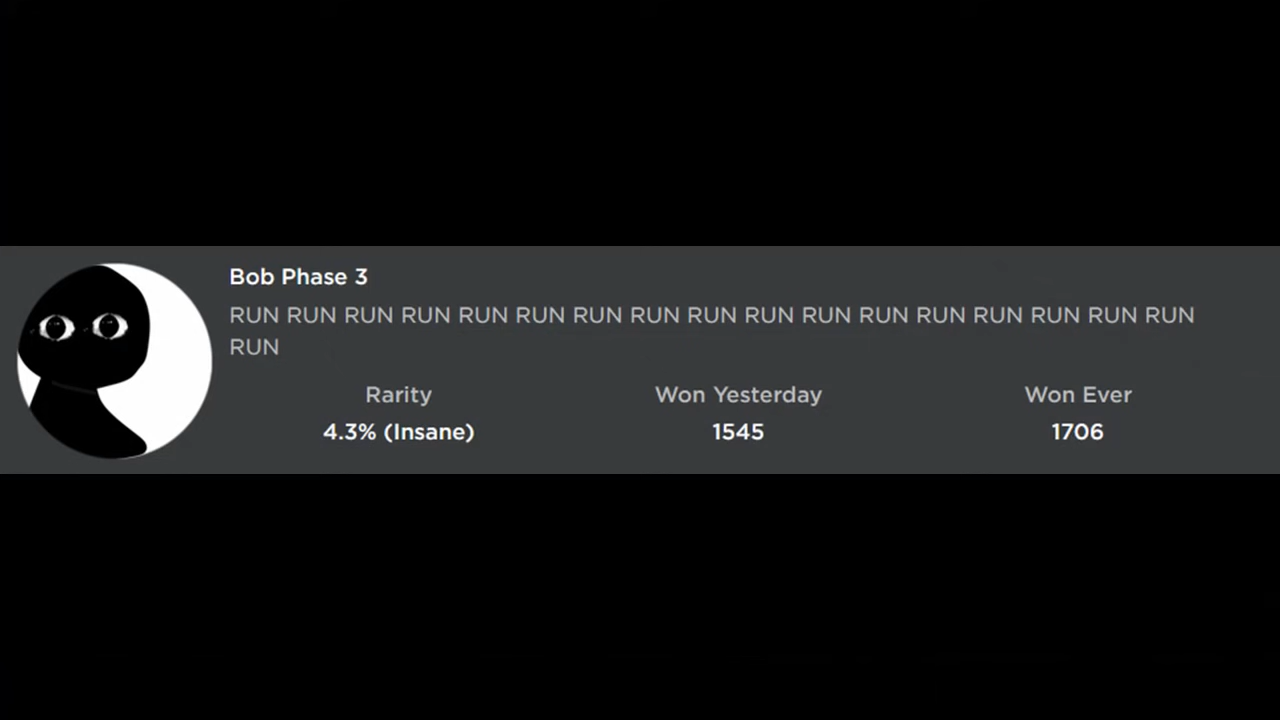 Bob Phase 3
RUN RUN RUN RUN RUN RUN RUN RUN RUN RUN RUN RUN RUN RUN RUN RUN RUN
RUN
Rarity Won Yesterday Won Ever
4.3% (Insane) 1545 1706